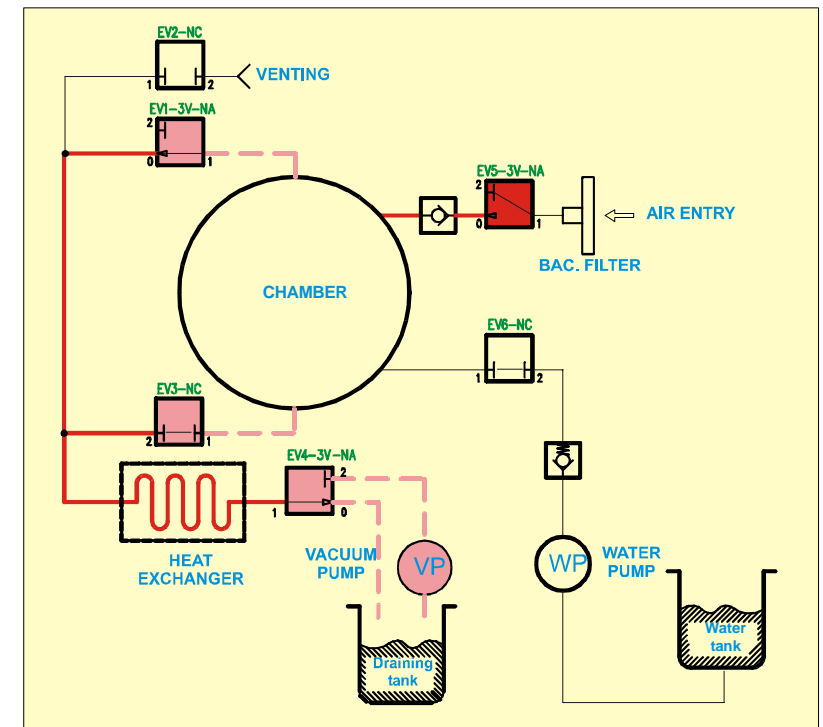 EV2-NC
1
2
VENTING
EV1-3V-NA
2
0
1
EV5-3V-NA
2
0
1
AIR ENTRY
BAC. FILTER
CHAMBER
EV6-NC
1
2
EV3-NC
2
1
EV4-3V-NA
2
1
0
HEAT
EXCHANGER
VACUUM
PUMP
VP
WP
WATER
PUMP
Draining
tank
Water
tank